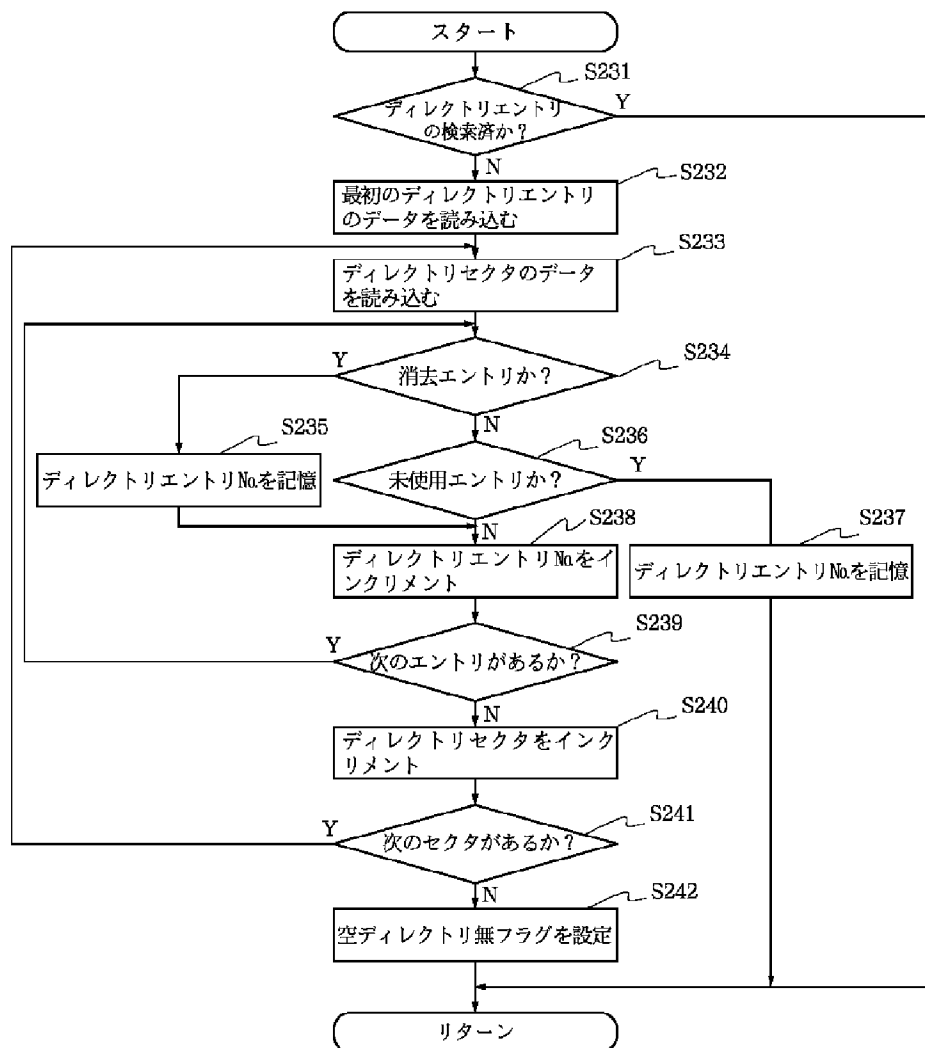 スタート
S231
ディレクトリエントリ
の検索済か？
Y
N
S232
最初のディレクトリエントリ
のデータを読み込む
S233
ディレクトリセクタのデータ
を読み込む
S234
Y
消去エントリか？
N
S235
ディレクトリエントリ№を記憶
S236
未使用エントリか？
Y
N
S237
ディレクトリエントリ№を記憶
S238
ディレクトリエントリ№をイ
ンクリメント
S239
Y
次のエントリがあるか？
N
S240
ディレクトリセクタをインク
リメント
S241
Y
次のセクタがあるか？
N
S242
空ディレクトリ無フラグを設定
リターン